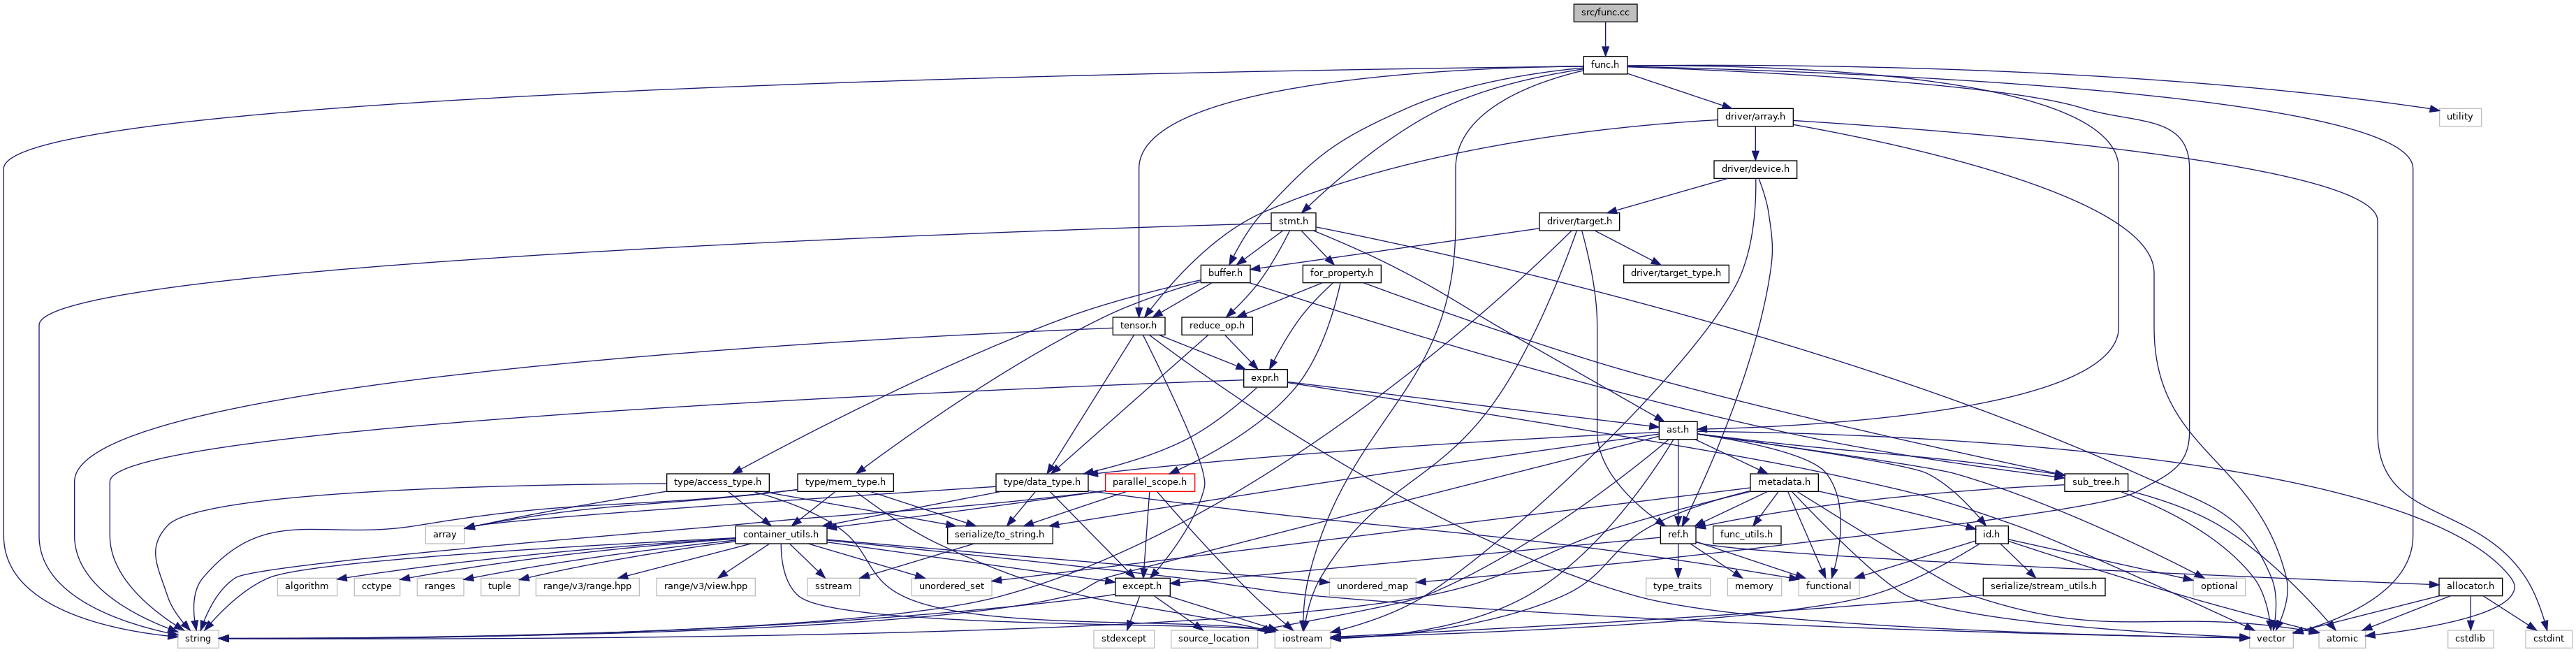 src/func.cc
func.h
driver/array.h
utility
driver/device.h
stmt.h
driver/target.h
buffer.h
for_property.h
driver/target_type.h
tensor.h
reduce_op.h
expr.h
ast.h
type/access_type.h
type/mem_type.h
type/data_type.h
parallel_scope.h
metadata.h
sub_tree.h
array
container_utils.h
serialize/to_string.h
ref.h
func_utils.h
id.h
algorithm
cctype
ranges
tuple
range/v3/range.hpp
range/v3/view.hpp
sstream
unordered_set
except.h
unordered_map
type_traits
memory
functional
serialize/stream_utils.h
optional
allocator.h
string
stdexcept
source_location
iostream
vector
atomic
cstdlib
cstdint